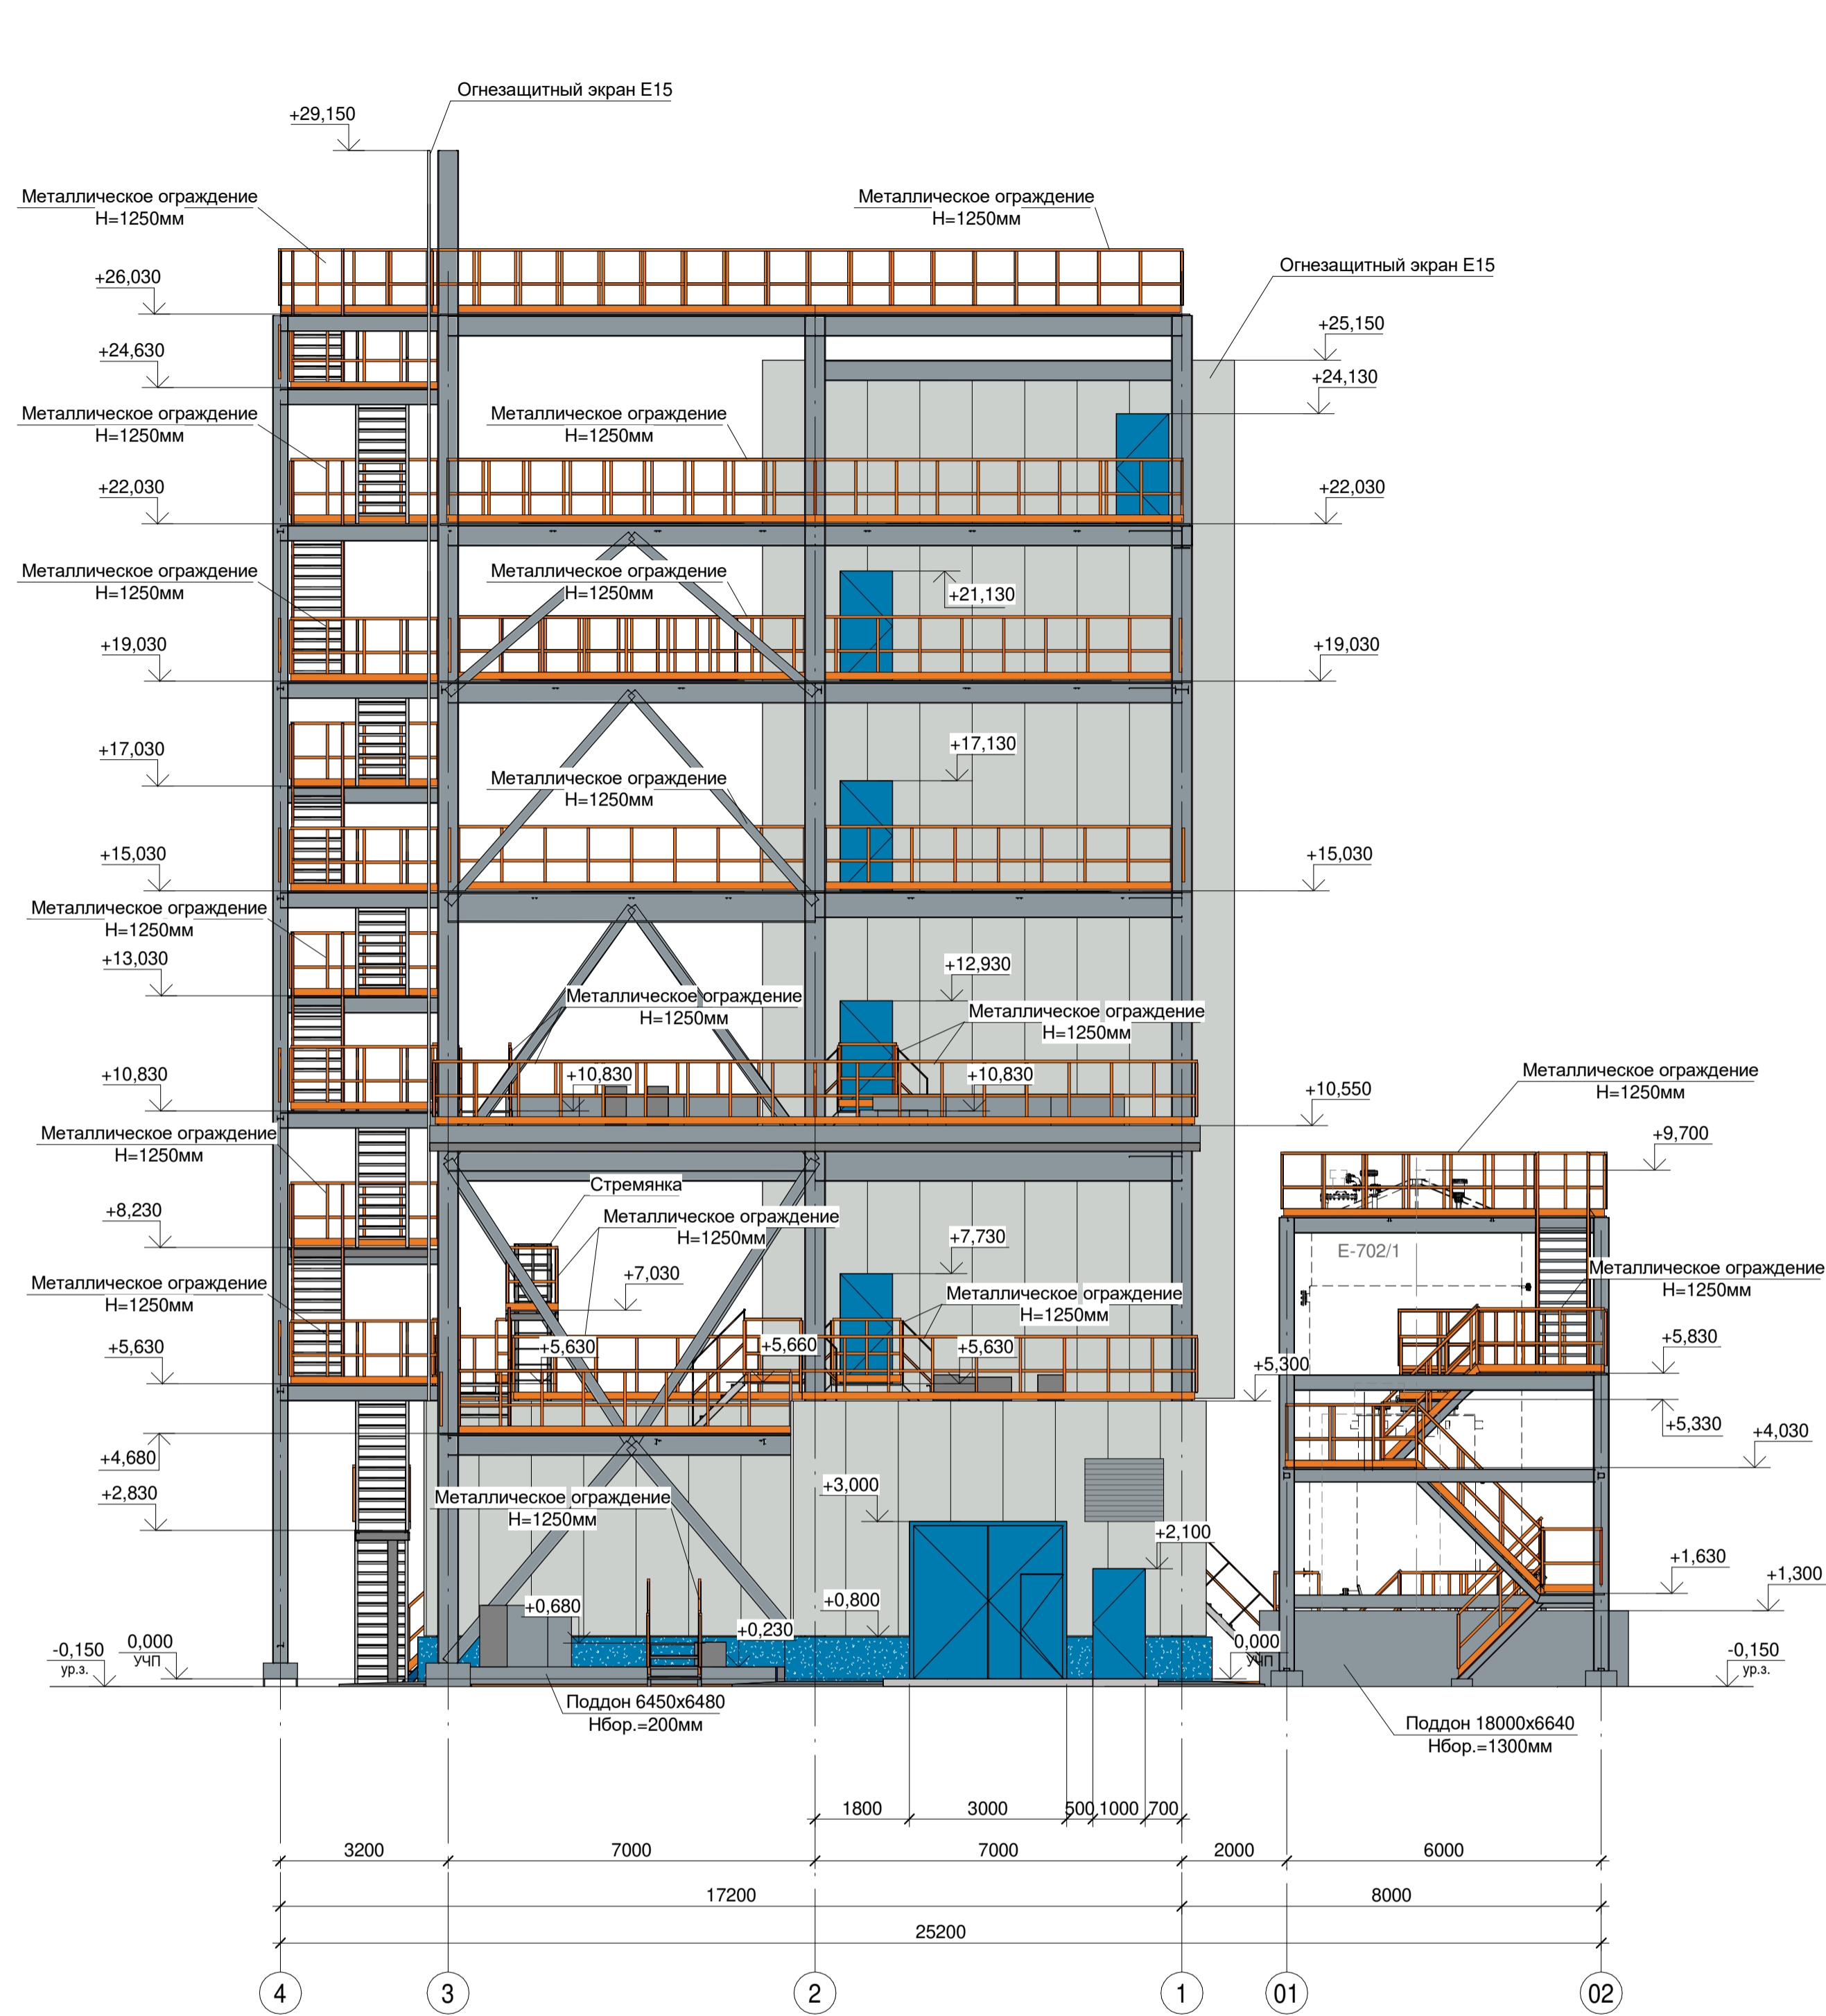 Огнезащитный экран Е15
+29,150
Металлическое ограждение
Н=1250мм
Металлическое ограждение
Н=1250мм
Огнезащитный экран Е15
+26,030
+25,150
+24,630
+24,130
Металлическое ограждение
Н=1250мм
Металлическое ограждение
Н=1250мм
+22,030
+22,030
Металлическое ограждение
Н=1250мм
Металлическое ограждение
Н=1250мм
+21,130
+19,030
+19,030
+17,030
+17,130
Металлическое ограждение
Н=1250мм
+15,030
+15,030
Металлическое ограждение
Н=1250мм
+13,030
+12,930
Металлическое ограждение
Н=1250мм
Металлическое ограждение
Н=1250мм
+10,830
+10,830
+10,830
+10,550
Металлическое ограждение
Н=1250мм
Металлическое ограждение
Н=1250мм
+9,700
Стремянка
+8,230
Металлическое ограждение
Н=1250мм
+7,730
Е-702/1
+7,030
Металлическое ограждение
Н=1250мм
Металлическое ограждение
Н=1250мм
Металлическое ограждение
Н=1250мм
+5,630
+5,630
+5,660
+5,630
+5,300
+5,830
+5,330
+4,030
+4,680
+2,830
Металлическое ограждение
Н=1250мм
+3,000
+2,100
+1,630
+1,300
+0,680
+0,230
+0,800
-0,150
ур.з.
0,000
УЧП
0,000
УЧП
-0,150
ур.з.
Поддон 6450х6480
Нбор.=200мм
Поддон 18000х6640
Нбор.=1300мм
1800 3000 500 1000 700
3200 7000 7000 2000 6000
17200 8000
25200
4 3 2 1 01 02